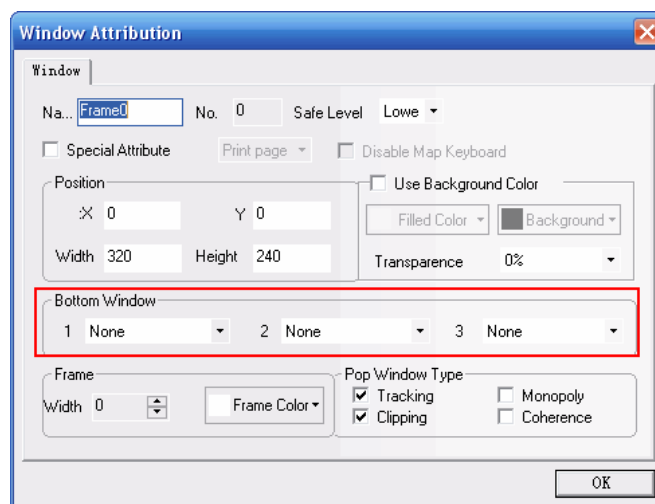 Window Attribution
Window
Na... Frame0 No. 0 Safe Level Lowe
Special Attribute Print page Disable Map Keyboard
Position Use Background Color
:X 0 Y 0 Filled Color Background
Width 320 Height 240 Transparence 0%
Bottom Window
1 None 2 None 3 None
Frame Pop Window Type
Width 0 Frame Color Tracking Monopoly
Clipping Coherence
OK